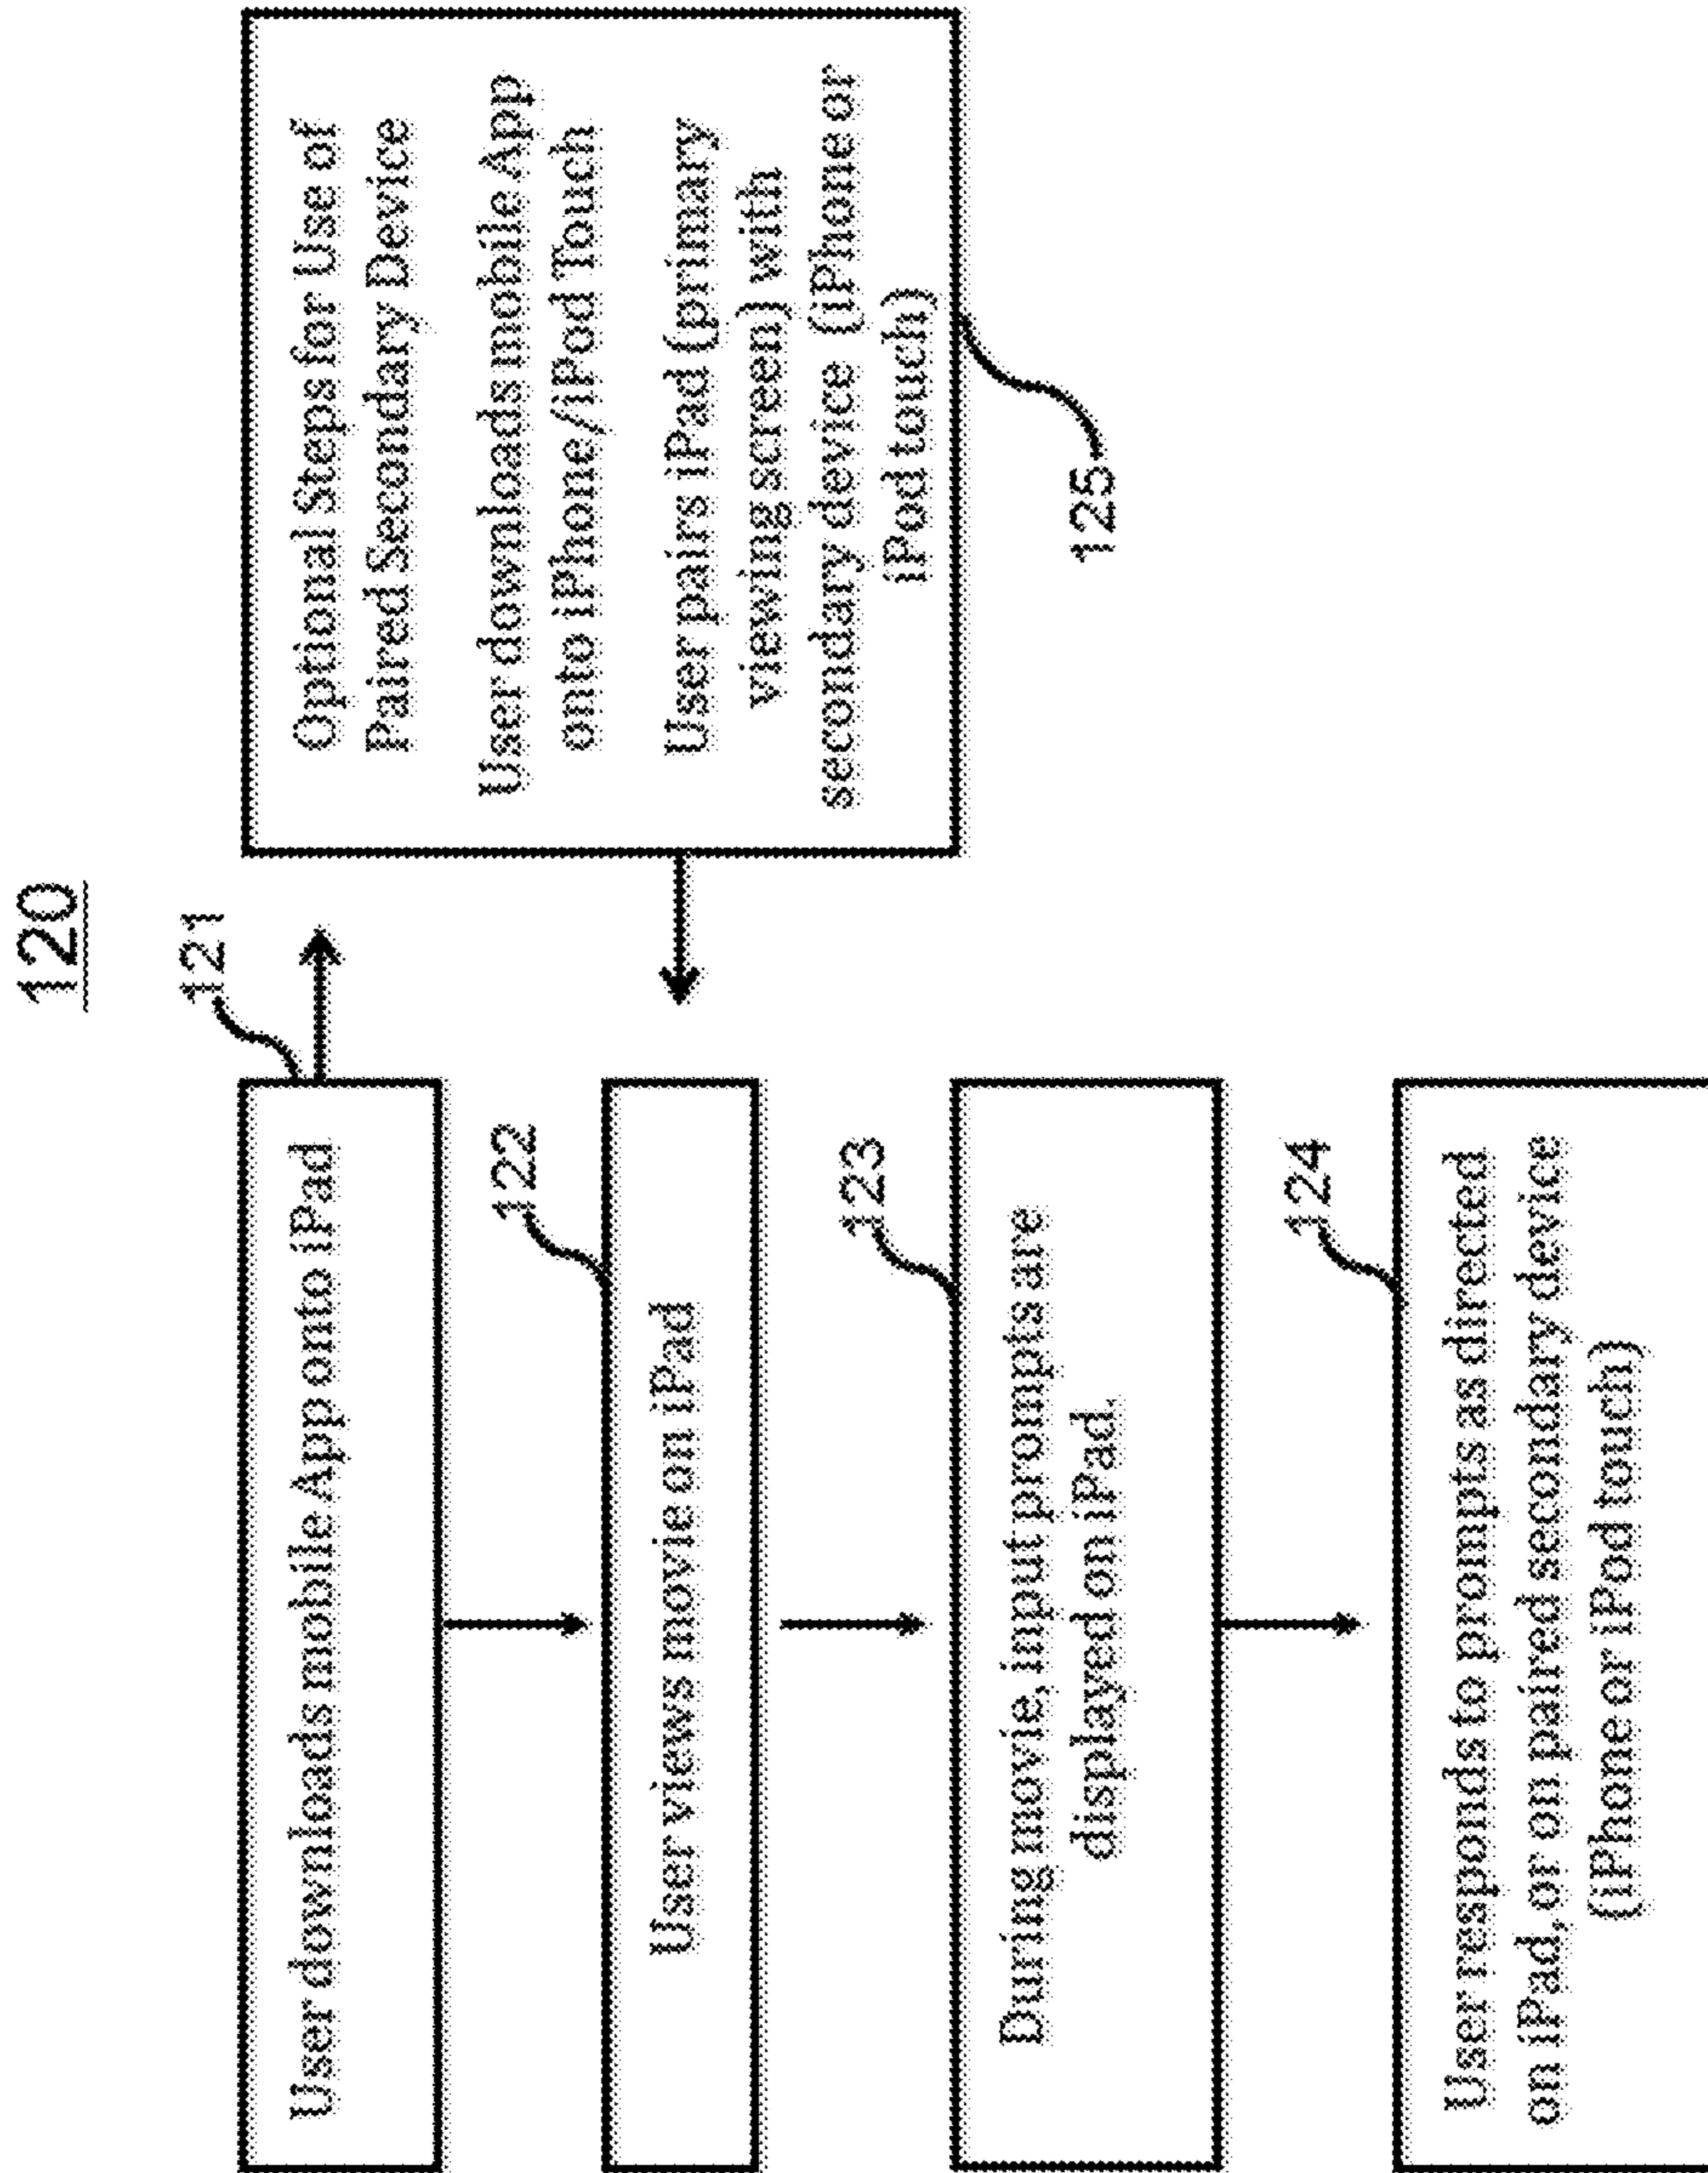 120
121
User downloads mobile App onto iPad
122
User views movie on iPad
123
During movie, input prompts are
displayed on iPad.
124
User responds to prompts as directed
on iPad, or on paired secondary device
(iPhone or iPod touch)
Optional Steps for Use of
Paired Secondary Device
User downloads mobile App
onto iPhone/iPod Touch
User pairs iPad (primary
viewing screen) with
secondary device (iPhone or
iPod touch)
125